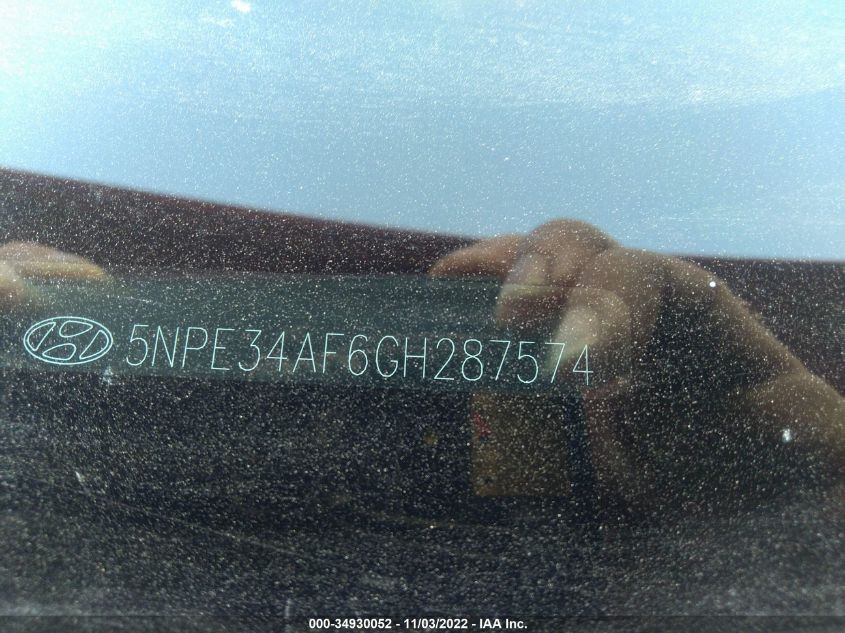 5NPE34AF6GH287574
000-34930052 - 11/03/2022 - IAA Inc.